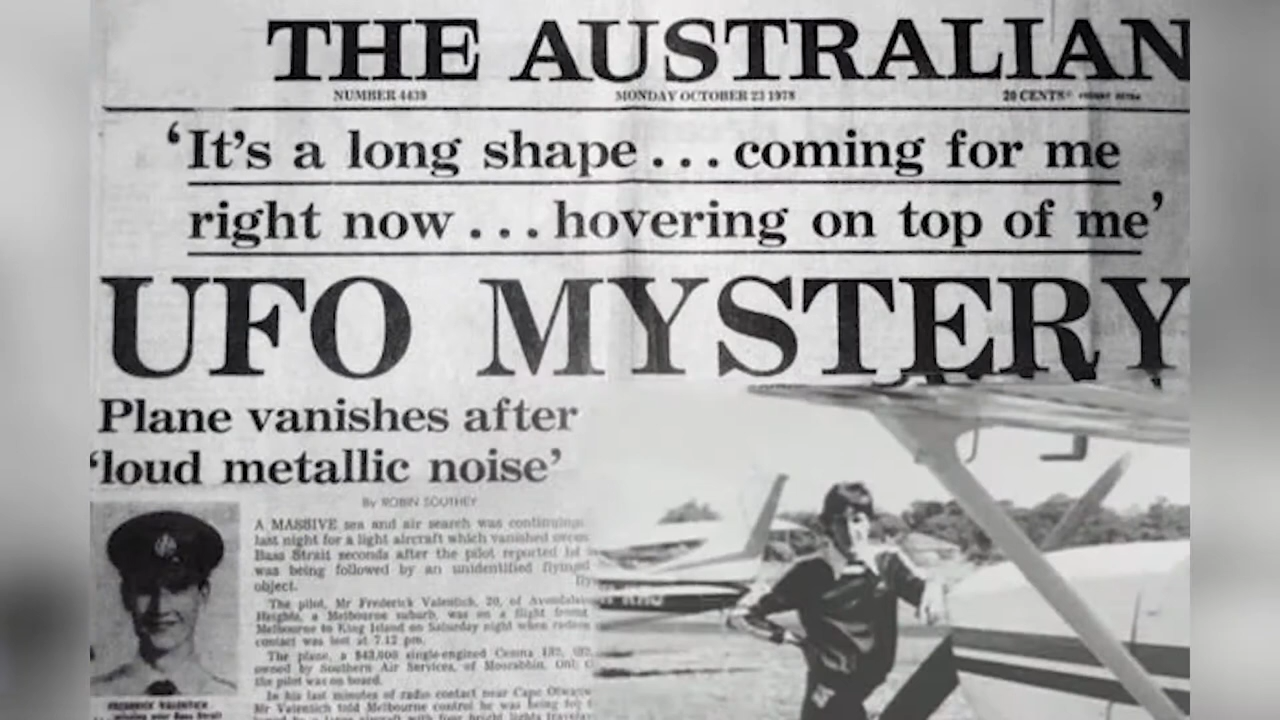 THE AUSTRALIAN
NUMBER 4439 MONDAY OCTOBER 23 1978 20 CENTS
‘It’s a long shape...coming for me
right now...hovering on top of me’
UFO MYSTERY
Plane vanishes after
‘loud metallic noise’
By ROBIN SOUTHEY
A MASSIVE sea and air search was continuing
last night for a light aircraft which vanished
Bass Strait seconds after the pilot reported he
was being followed by an unidentified flying
object.
The pilot, Mr Frederick Valentich, 20, of Avondale
Heights, a Melbourne suburb, was on a flight from
Melbourne to King Island on Saturday night when radio
contact was lost at 7.12 pm.
The plane, a single-engined Cessna 182,
owned by Southern Air Services, of Moorabbin.
the pilot was on board.
In his last minutes of radio contact near Cape Otway
Mr Valentich told Melbourne control he was being
by a large aircraft with four bright lights
FREDERICK VALENTICH
missing over Bass Strait